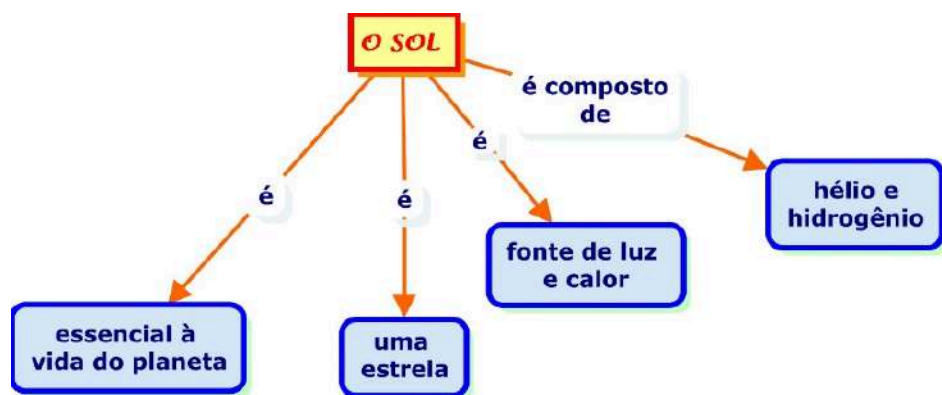 O SOL
é composto
de
é
é
é
hélio e
hidrogênio
fonte de luz
e calor
essencial à
vida do planeta
uma
estrela